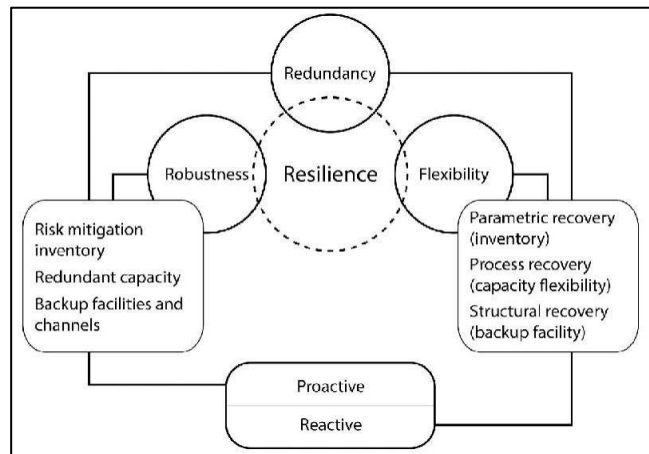 Redundancy
Robustness
Resilience
Flexibility
Risk mitigation
inventory
Redundant capacity
Backup facilities and
channels
Parametric recovery
(inventory)
Process recovery
(capacity flexibility)
Structural recovery
(backup facility)
Proactive
Reactive